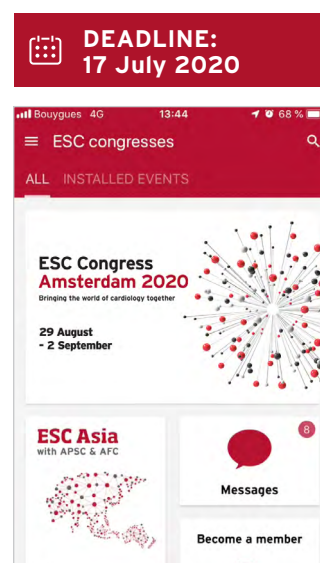 DEADLINE:
17 July 2020
Bouygues 4G 13:44 68 %
ESC congresses
ALL INSTALLED EVENTS
ESC Congress
Amsterdam 2020
Bringing the world of cardiology together
29 August
- 2 September
ESC Asia
with APSC & AFC
8
Messages
Become a member